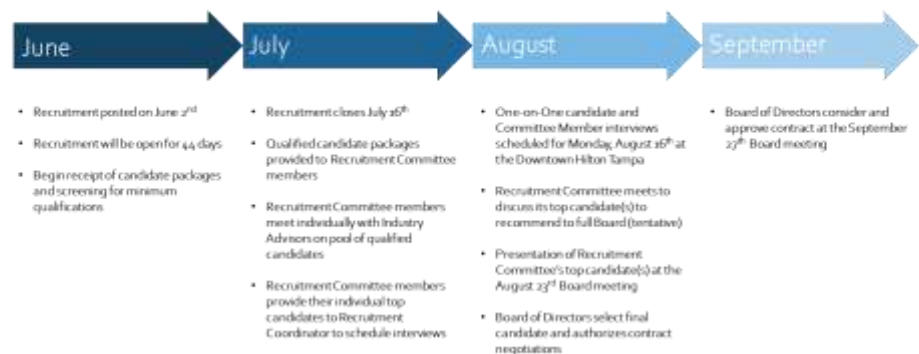 June
Recruitment posted on June 2nd
Recruitment will be open for 44 days
Begin receipt of candidate packages
and screening for minimum
qualifications
July
Recruitment closes July 16th
Qualified candidate packages
provided to Recruitment Committee
members
Recruitment Committee members
meet individually with Industry
Advisors on pool of qualified
candidates
Recruitment Committee members
provide their individual top
candidates to Recruitment
Coordinator to schedule interviews
August
One-on-One candidate and
Committee Member interviews
scheduled for Monday, August 16th at
the Downtown Hilton Tampa
Recruitment Committee meets to
discuss its top candidate(s) to
recommend to full Board (tentative)
Presentation of Recruitment
Committee's top candidate(s) at the
August 23rd Board meeting
Board of Directors select final
candidate and authorizes contract
negotiations
September
Board of Directors consider and
approve contract at the September
27th Board meeting